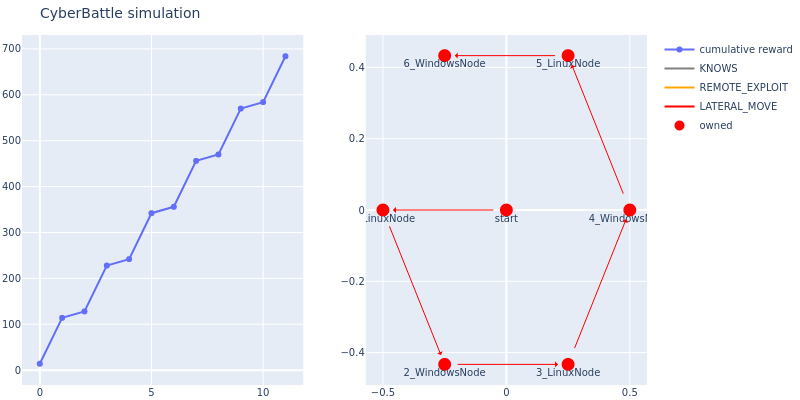 CyberBattle simulation
700
600
500
400
300
200
100
0
0
5
10
0.4
0.2
0
−0.2
−0.4
−0.5
0
0.5
6_WindowsNode
5_LinuxNode
.inuxNode
start
4_Windowsl
2_WindowsNode
3_LinuxNode
cumulative reward
KNOWS
REMOTE_EXPLOIT
LATERAL_MOVE
owned